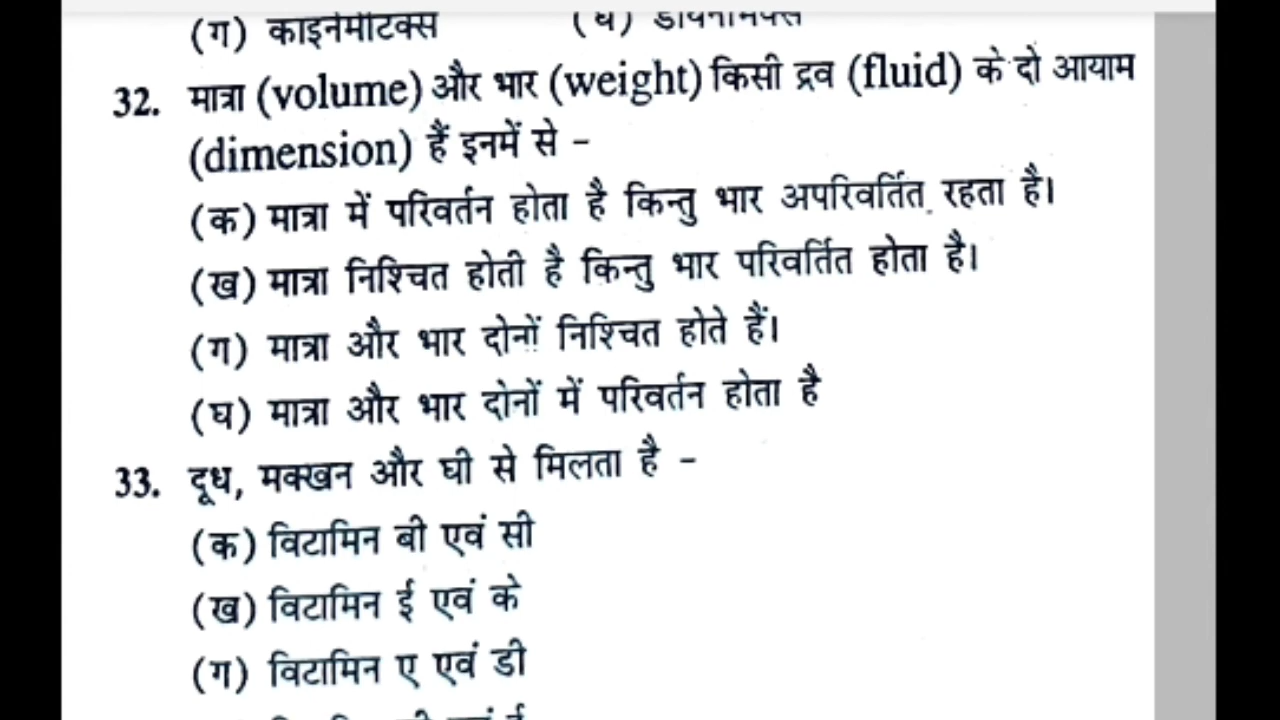 (ग) काइनेमेटिक्स (घ) डायनामिक्स
32. मात्रा (volume) और भार (weight) किसी द्रव (fluid) के दो आयाम
(dimension) हैं इनमें से –
(क) मात्रा में परिवर्तन होता है किन्तु भार अपरिवर्तित रहता है।
(ख) मात्रा निश्चित होती है किन्तु भार परिवर्तित होता है।
(ग) मात्रा और भार दोनों निश्चित होते हैं।
(घ) मात्रा और भार दोनों में परिवर्तन होता है
33. दूध, मक्खन और घी से मिलता है –
(क) विटामिन बी एवं सी
(ख) विटामिन ई एवं के
(ग) विटामिन ए एवं डी